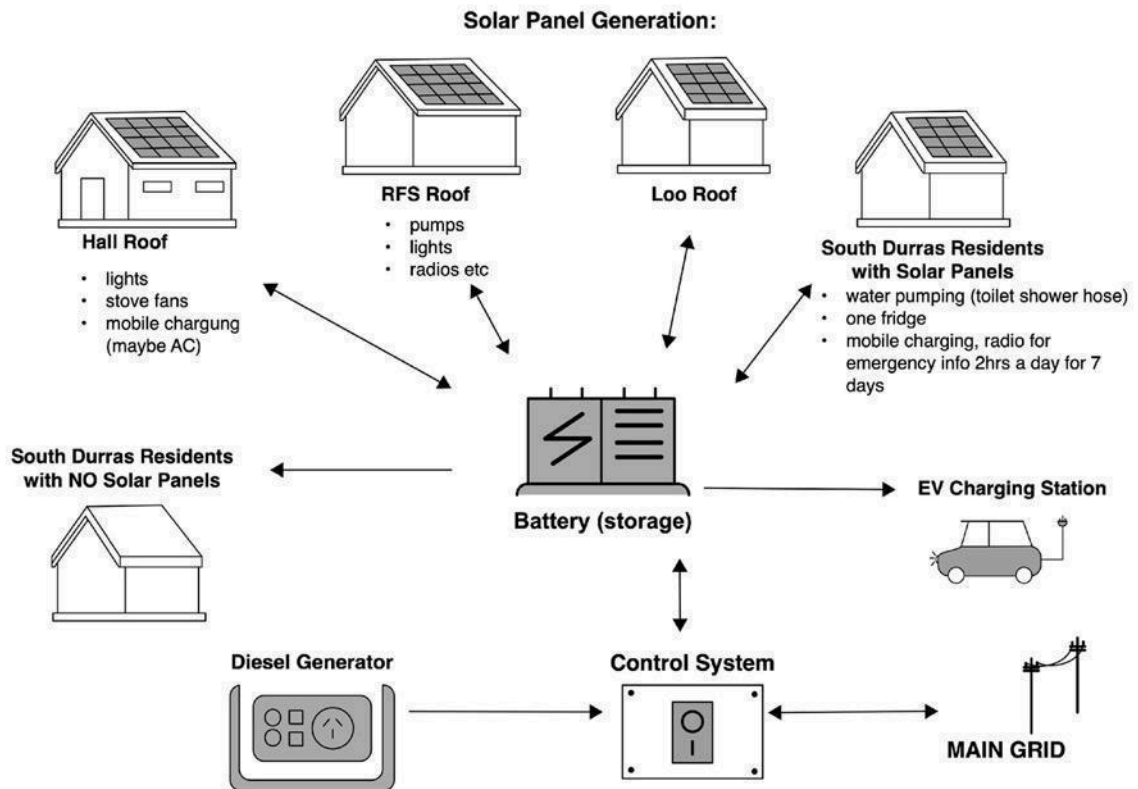 Solar Panel Generation:
Hall Roof
• lights
• stove fans
• mobile chargung
(maybe AC)
RFS Roof
• pumps
• lights
• radios etc
Loo Roof
South Durras Residents
with Solar Panels
• water pumping (toilet shower hose)
• one fridge
• mobile charging, radio for
emergency info 2hrs a day for 7
days
South Durras Residents
with NO Solar Panels
Battery (storage)
EV Charging Station
Diesel Generator
Control System
MAIN GRID